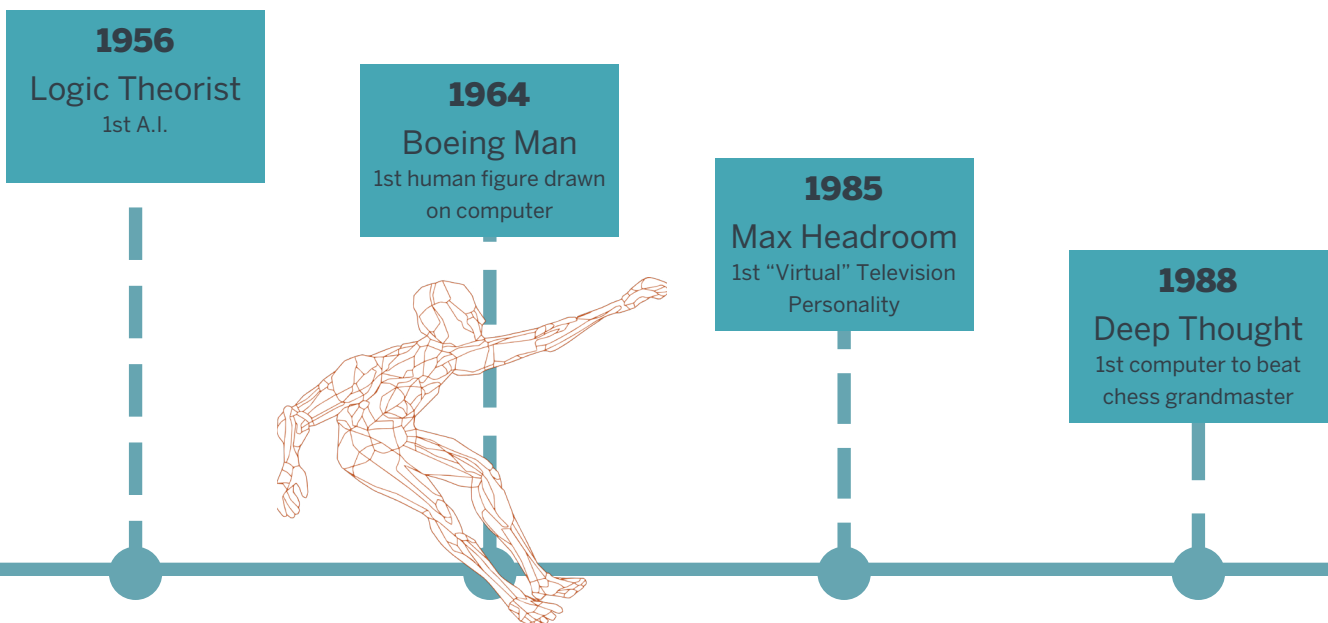 1956
Logic Theorist
1st A.I.
1964
Boeing Man
1st human figure drawn
on computer
1985
Max Headroom
1st “Virtual” Television
Personality
1988
Deep Thought
1st computer to beat
chess grandmaster